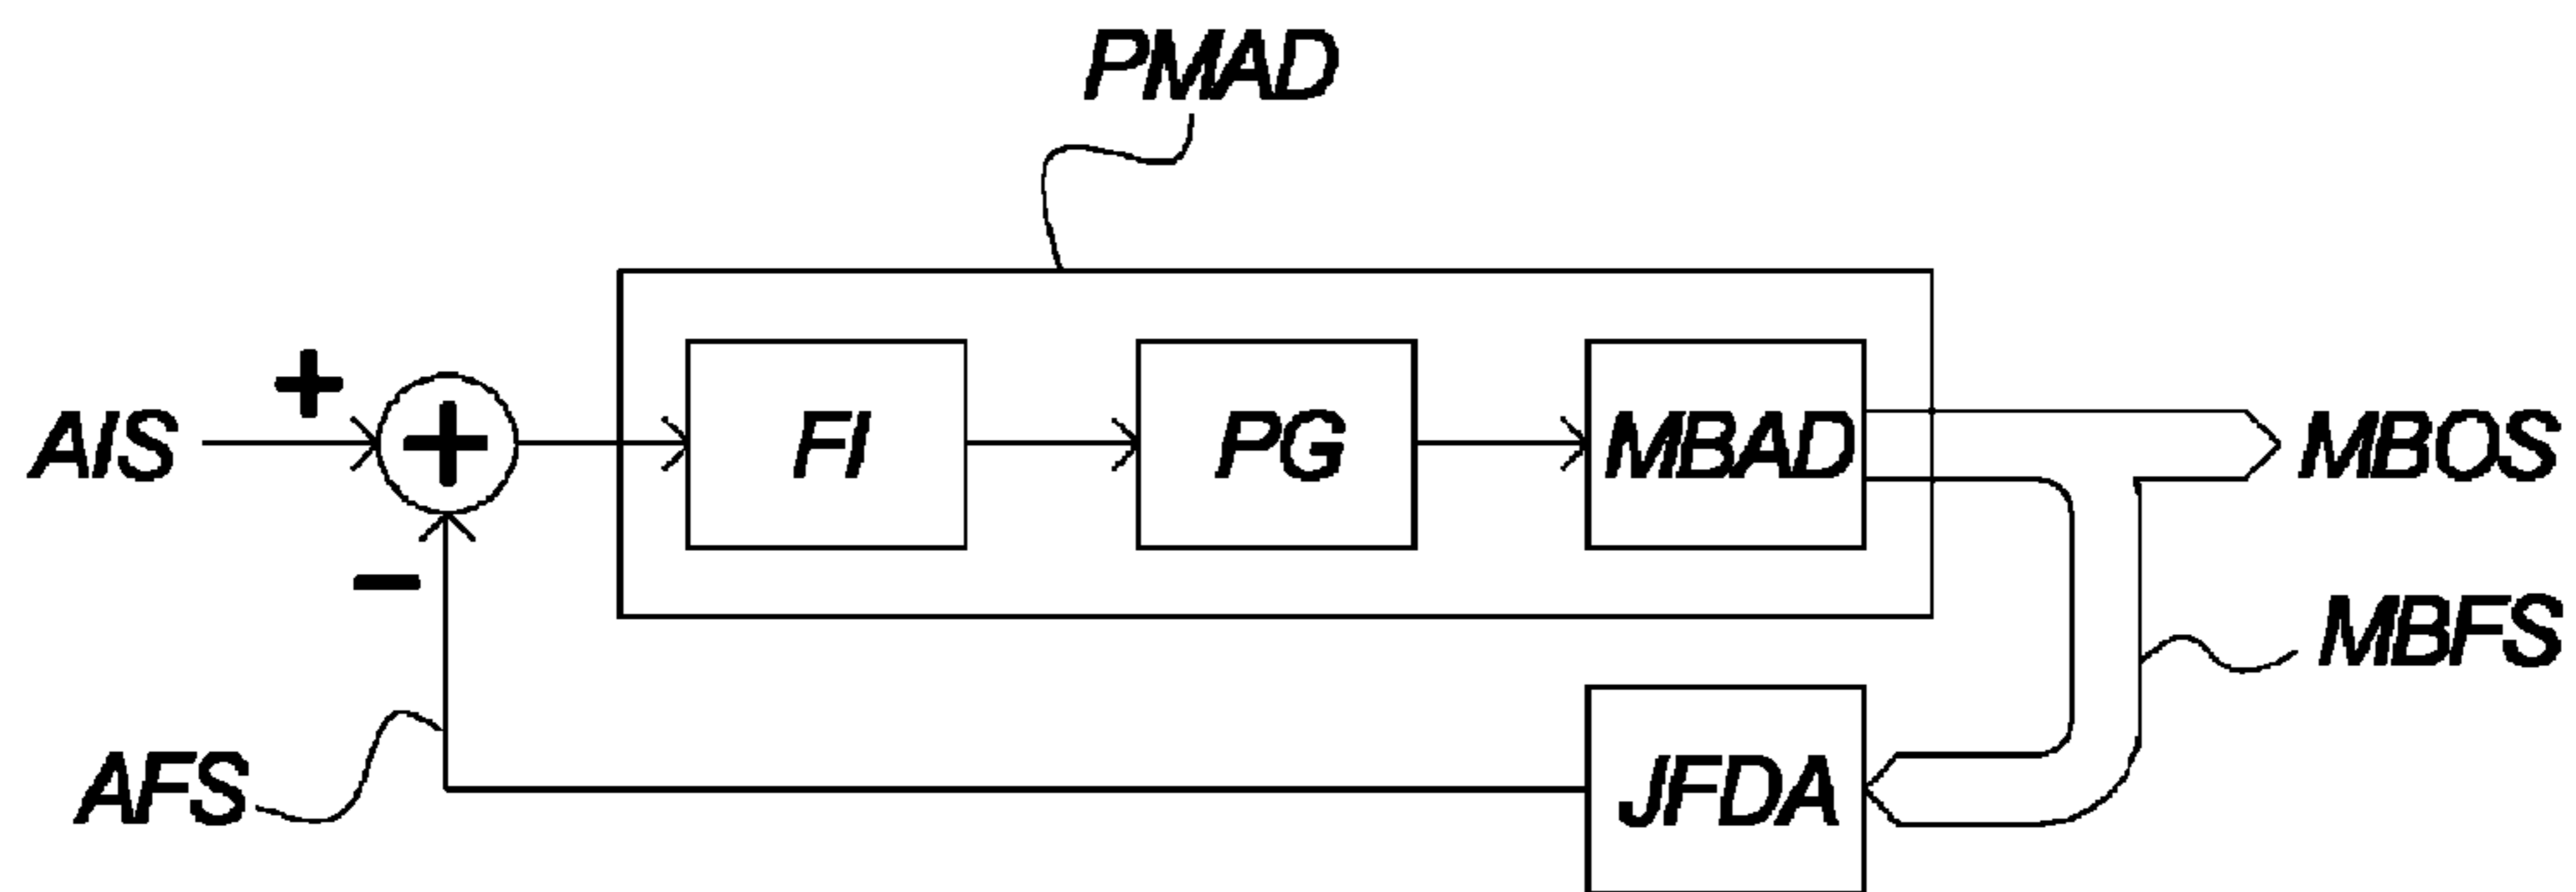 PMAD
+
AIS
+
FI
PG
MBAD
MBOS
−
MBFS
AFS
JFDA